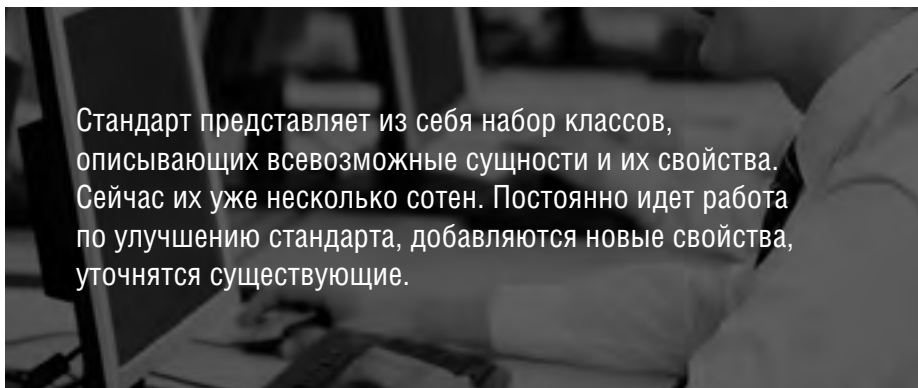 Стандарт представляет из себя набор классов,
описывающих всевозможные сущности и их свойства.
Сейчас их уже несколько сотен. Постоянно идет работа
по улучшению стандарта, добавляются новые свойства,
уточнятся существующие.